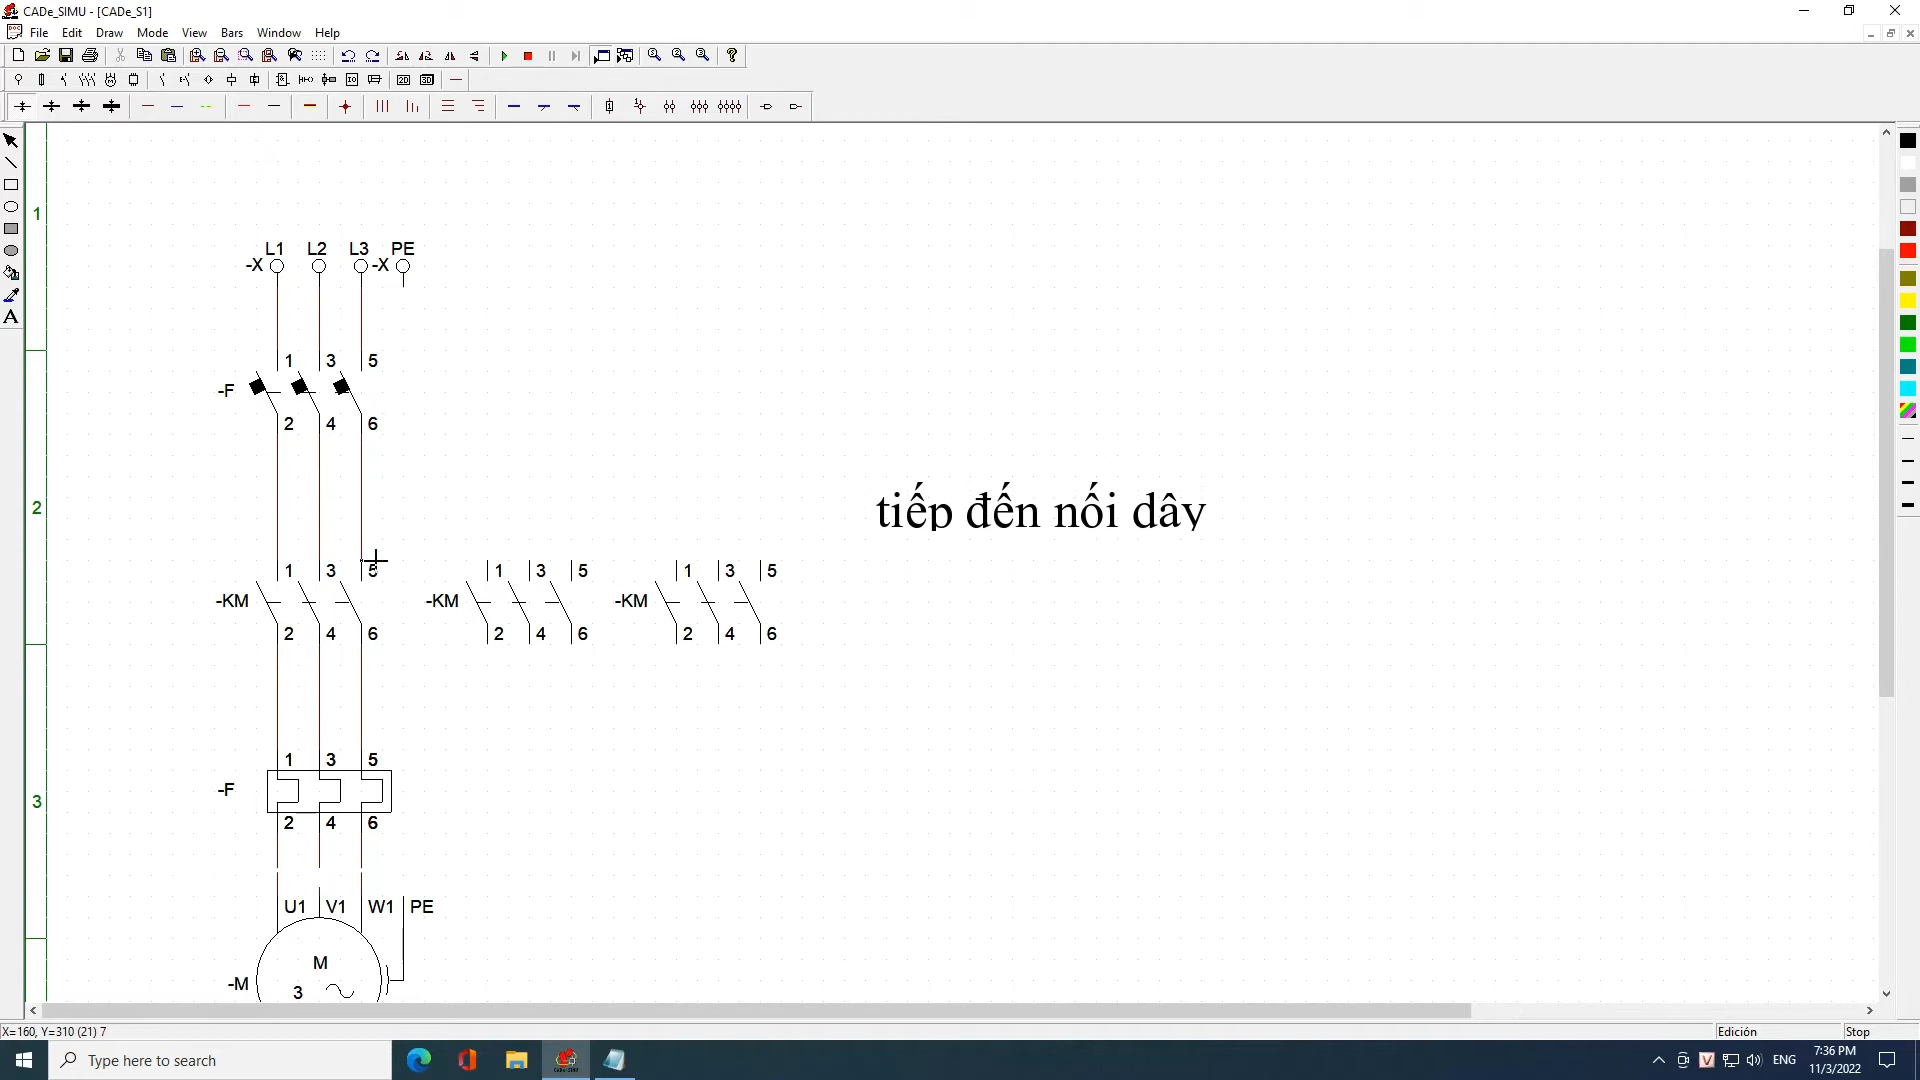 CADe_SIMU - [CADe_S1]
File Edit Draw Mode View Bars Window Help
1
L1 L2 L3 PE
-X -X
1 3 5
-F
2 4 6
2
tiếp đến nối dây
1 3 5 1 3 5 1 3 5
-KM -KM -KM
2 4 6 2 4 6 2 4 6
1 3 5
-F
3
2 4 6
U1 V1 W1 PE
M
-M
3
X=160, Y=310 (21) 7 Edición Stop
Type here to search ENG 7:36 PM
11/3/2022